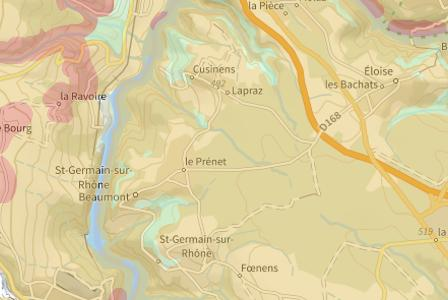 la Pièce
Cusinens
492
Lapraz
Éloise
les Bachats
la Ravoire
D168
e Bourg
le Prénet
St-Germain-sur-
Rhône
Beaumont
St-Germain-sur-
Rhône
519
la
Fœnens